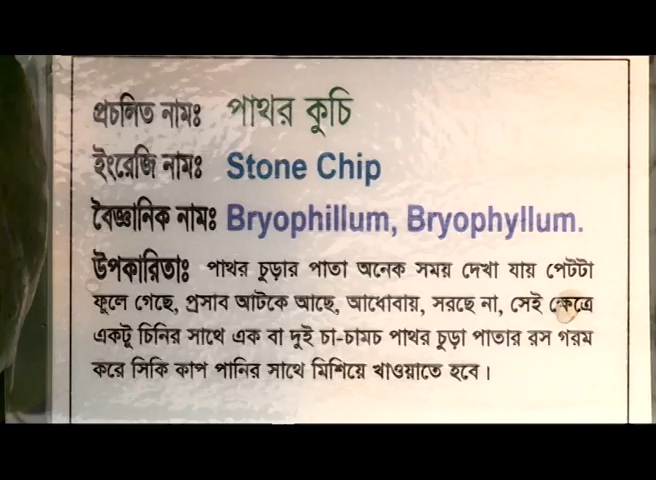 প্রচলিত নামঃ পাথর কুচি
ইংরেজি নামঃ Stone Chip
বৈজ্ঞানিক নামঃ Bryophillum, Bryophyllum.
উপকারিতাঃ পাথর চুড়ার পাতা অনেক সময় দেখা যায় পেটটা
ফূলে গেছে, প্রসাব আটকে আছে, আধোবায়, সরছে না, সেই ক্ষেত্রে
একটু চিনির সাথে এক বা দুই চা-চামচ পাথর চুড়া পাতার রস গরম
করে সিকি কাপ পানির সাথে মিশিয়ে খাওয়াতে হবে।